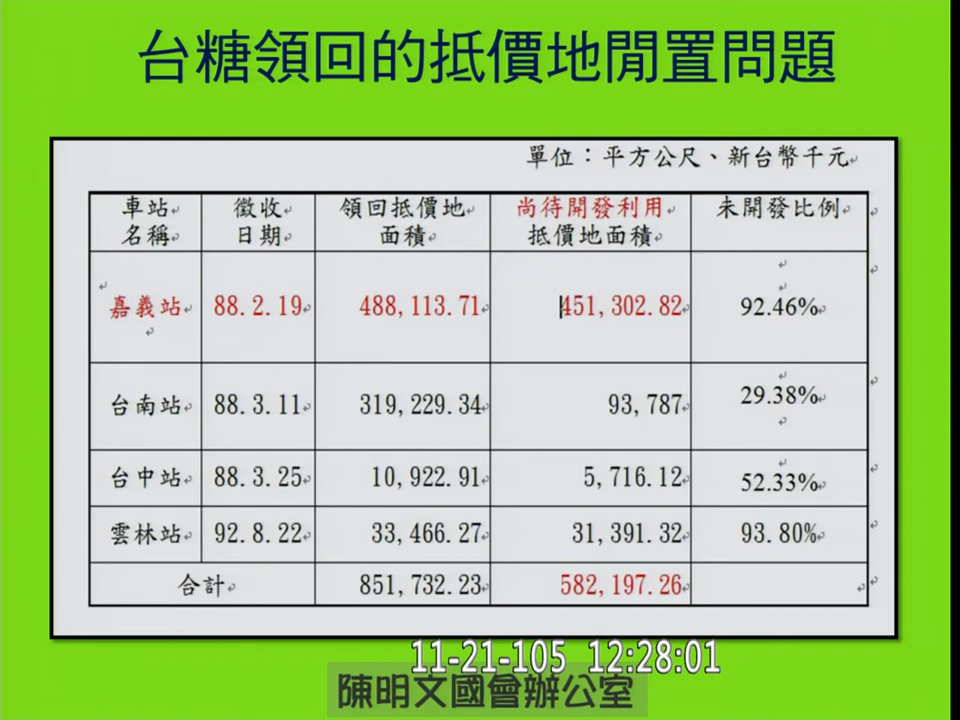 台糖領回的抵價地閒置問題
單位：平方公尺、新台幣千元
車站名稱 徵收日期 領回抵價地面積 尚待開發利用抵價地面積 未開發比例
嘉義站 88.2.19 488,113.71 451,302.82 92.46%
台南站 88.3.11 319,229.34 93,787 29.38%
台中站 88.3.25 10,922.91 5,716.12 52.33%
雲林站 92.8.22 33,466.27 31,391.32 93.80%
合計 851,732.23 582,197.26
11-21-105 12:28:01
陳明文國會辦公室